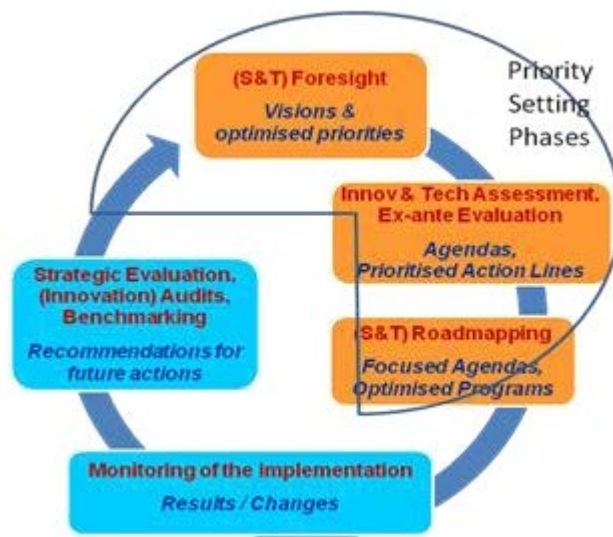 (S&T) Foresight
Visions &
optimised priorities
Priority
Setting
Phases
Innov & Tech Assessment,
Ex-ante Evaluation
Agendas,
Prioritised Action Lines
(S&T) Roadmapping
Focused Agendas,
Optimised Programs
Monitoring of the Implementation
Results / Changes
Strategic Evaluation,
(Innovation) Audits,
Benchmarking
Recommendations for
future actions